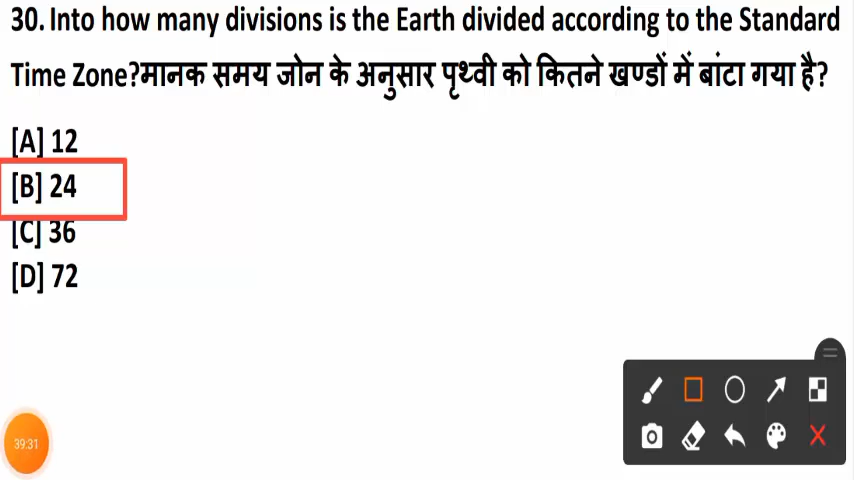 30. Into how many divisions is the Earth divided according to the Standard
Time Zone?मानक समय जोन के अनुसार पृथ्वी को कितने खण्डों में बांटा गया है?
[A] 12
[B] 24
[C] 36
[D] 72
39:31